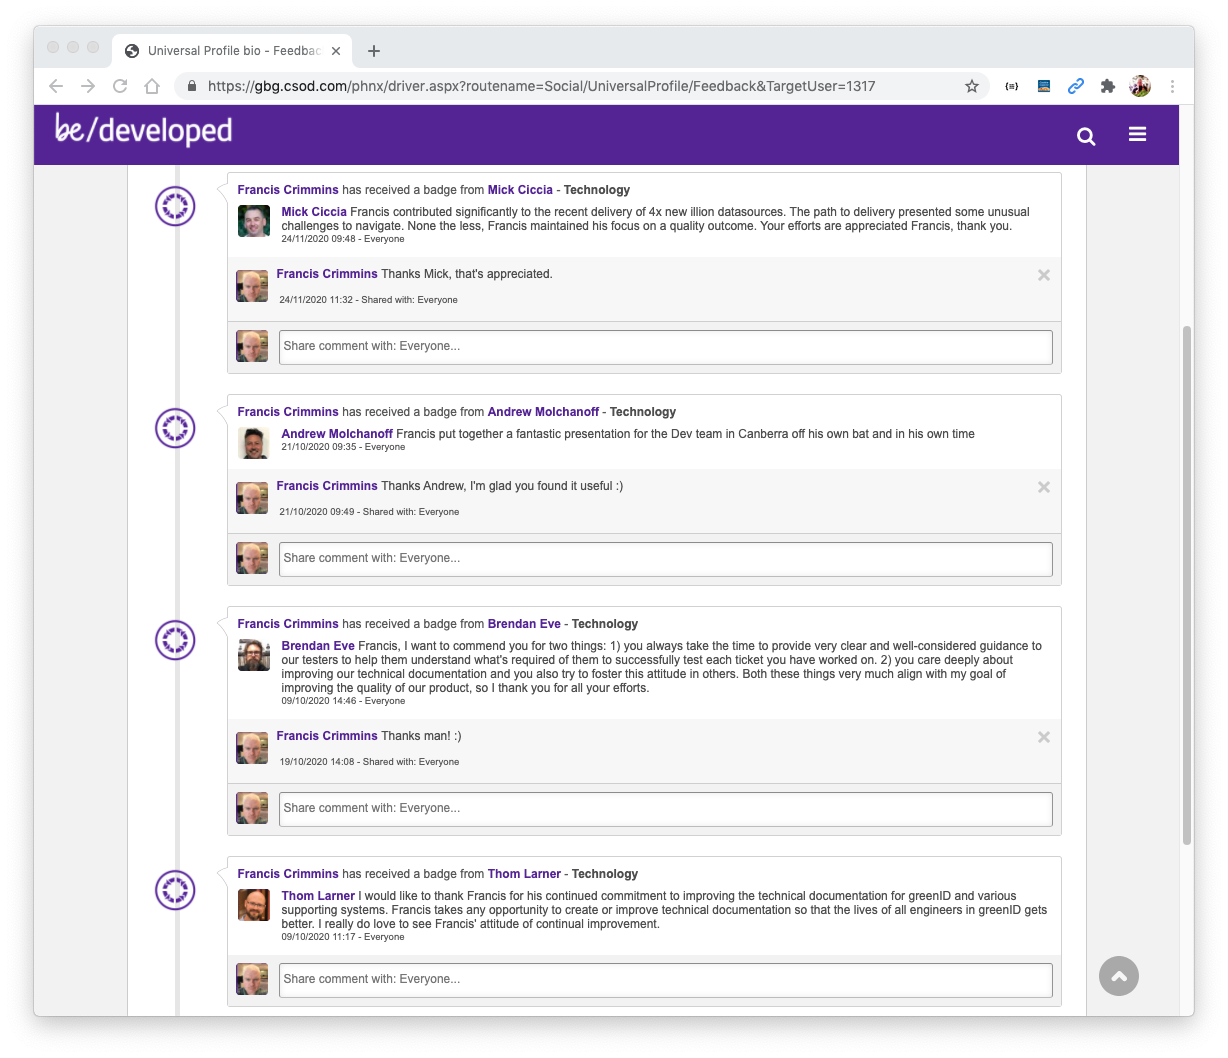 Universal Profile bio - Feedbac
https://gbg.csod.com/phnx/driver.aspx?routename=Social/UniversalProfile/Feedback&TargetUser=1317
be/developed
Francis Crimmins has received a badge from Mick Ciccia - Technology
Mick Ciccia Francis contributed significantly to the recent delivery of 4x new illion datasources. The path to delivery presented some unusual
challenges to navigate. None the less, Francis maintained his focus on a quality outcome. Your efforts are appreciated Francis, thank you.
24/11/2020 09:48 - Everyone
Francis Crimmins Thanks Mick, that's appreciated.
24/11/2020 11:32 - Shared with: Everyone
Share comment with: Everyone...
Francis Crimmins has received a badge from Andrew Molchanoff - Technology
Andrew Molchanoff Francis put together a fantastic presentation for the Dev team in Canberra off his own bat and in his own time
21/10/2020 09:35 - Everyone
Francis Crimmins Thanks Andrew, I'm glad you found it useful :)
21/10/2020 09:49 - Shared with: Everyone
Share comment with: Everyone...
Francis Crimmins has received a badge from Brendan Eve - Technology
Brendan Eve Francis, I want to commend you for two things: 1) you always take the time to provide very clear and well-considered guidance to
our testers to help them understand what's required of them to successfully test each ticket you have worked on. 2) you care deeply about
improving our technical documentation and you also try to foster this attitude in others. Both these things very much align with my goal of
improving the quality of our product, so I thank you for all your efforts.
09/10/2020 14:46 - Everyone
Francis Crimmins Thanks man! :)
19/10/2020 14:08 - Shared with: Everyone
Share comment with: Everyone...
Francis Crimmins has received a badge from Thom Larner - Technology
Thom Larner I would like to thank Francis for his continued commitment to improving the technical documentation for greenID and various
supporting systems. Francis takes any opportunity to create or improve technical documentation so that the lives of all engineers in greenID gets
better. I really do love to see Francis' attitude of continual improvement.
09/10/2020 11:17 - Everyone
Share comment with: Everyone...